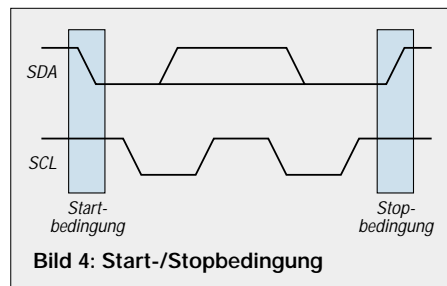 SDA
SCL
Start-
bedingung
Stop-
bedingung
Bild 4: Start-/Stopbedingung